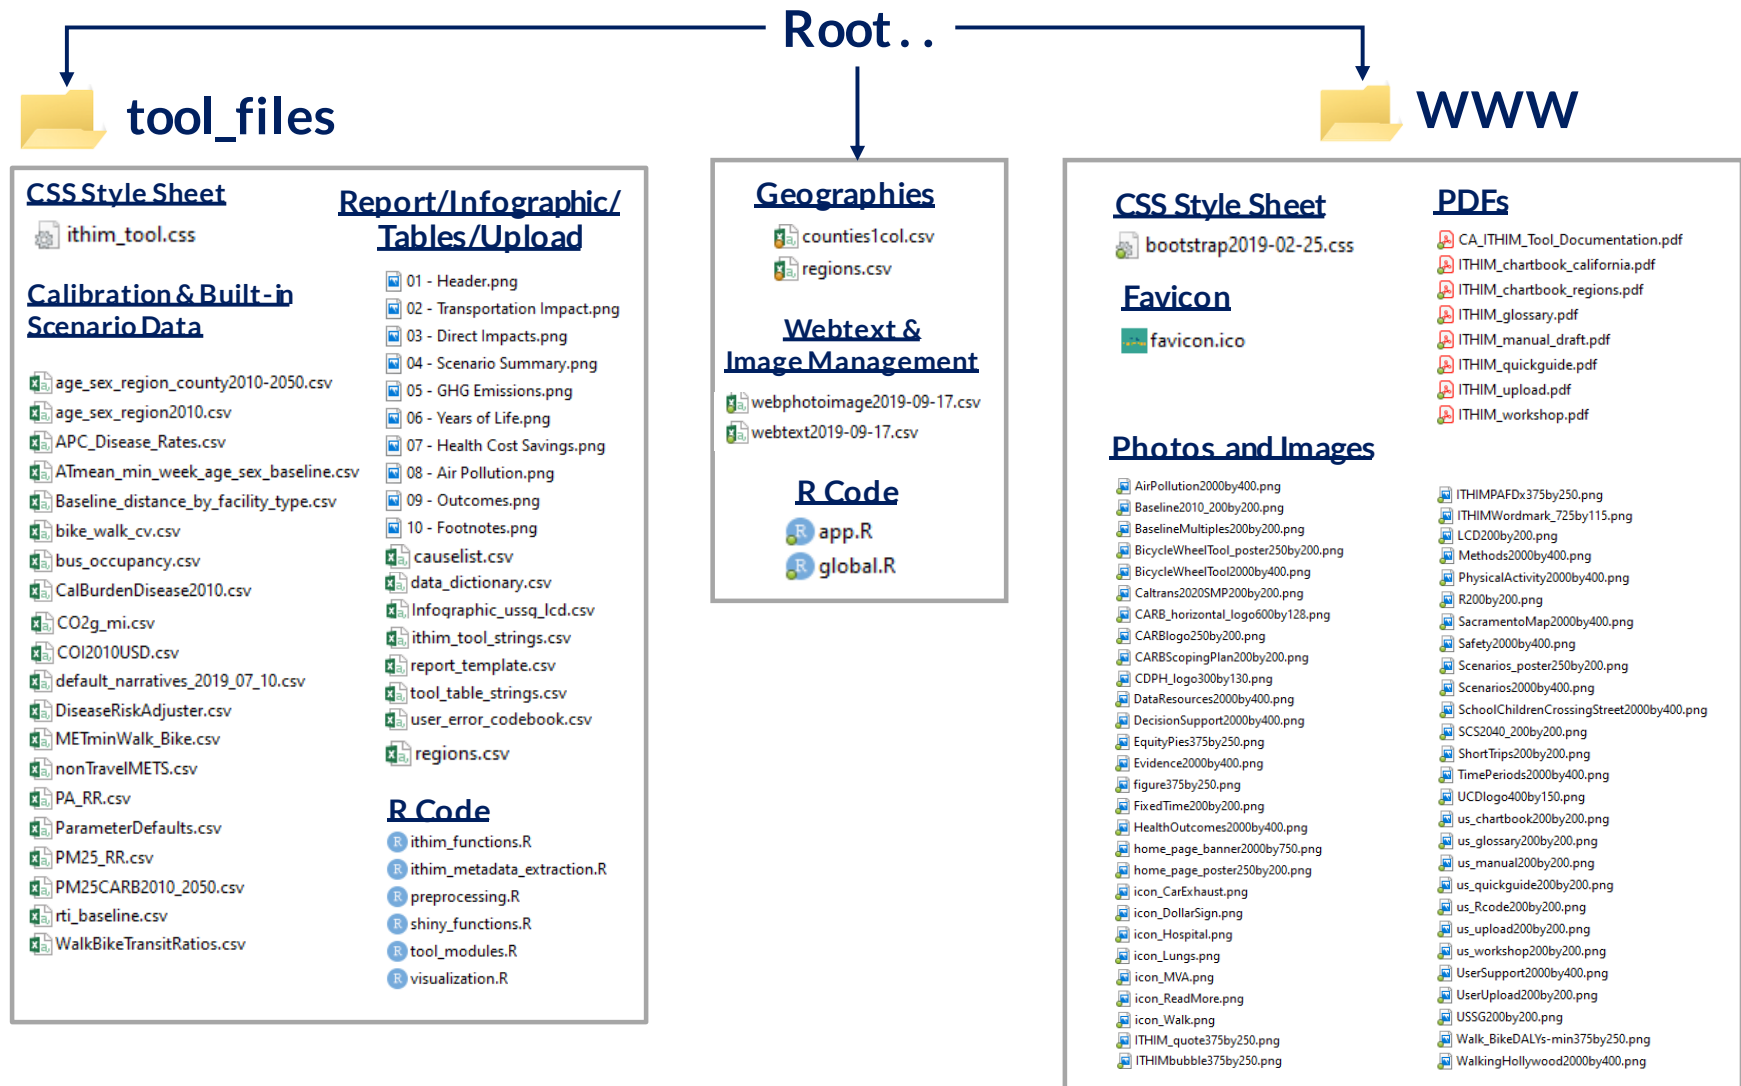 Root . .
tool_files
CSS Style Sheet
ithim_tool.css
Calibration & Built-in
Scenario Data
age_sex_region_county2010-2050.csv
age_sex_region2010.csv
APC_Disease_Rates.csv
ATmean_min_week_age_sex_baseline.csv
Baseline_distance_by_facility_type.csv
bike_walk_cv.csv
bus_occupancy.csv
CalBurdenDisease2010.csv
CO2g_mi.csv
COI2010USD.csv
default_narratives_2019_07_10.csv
DiseaseRiskAdjuster.csv
METminWalk_Bike.csv
nonTravelMETS.csv
PA_RR.csv
ParameterDefaults.csv
PM25_RR.csv
PM25CARB2010_2050.csv
rti_baseline.csv
WalkBikeTransitRatios.csv
Report/Infographic/
Tables/Upload
01 - Header.png
02 - Transportation Impact.png
03 - Direct Impacts.png
04 - Scenario Summary.png
05 - GHG Emissions.png
06 - Years of Life.png
07 - Health Cost Savings.png
08 - Air Pollution.png
09 - Outcomes.png
10 - Footnotes.png
causelist.csv
data_dictionary.csv
Infographic_ussg_lcd.csv
ithim_tool_strings.csv
report_template.csv
tool_table_strings.csv
user_error_codebook.csv
regions.csv
R Code
ithim_functions.R
ithim_metadata_extraction.R
preprocessing.R
shiny_functions.R
tool_modules.R
visualization.R
Geographies
counties1col.csv
regions.csv
Webtext &
Image Management
webphotoimage2019-09-17.csv
webtext2019-09-17.csv
R Code
app.R
global.R
WWW
CSS Style Sheet
bootstrap2019-02-25.css
Favicon
favicon.ico
PDFs
CA_ITHIM_Tool_Documentation.pdf
ITHIM_chartbook_california.pdf
ITHIM_chartbook_regions.pdf
ITHIM_glossary.pdf
ITHIM_manual_draft.pdf
ITHIM_quickguide.pdf
ITHIM_upload.pdf
ITHIM_workshop.pdf
Photos and Images
AirPollution2000by400.png
Baseline2010_200by200.png
BaselineMultiples200by200.png
BicycleWheelTool_poster250by200.png
BicycleWheelTool2000by400.png
Caltrans2020SMP200by200.png
CARB_horizontal_logo600by128.png
CARBlogo250by200.png
CARBScopingPlan200by200.png
CDPH_logo300by130.png
DataResources2000by400.png
DecisionSupport2000by400.png
EquityPies375by250.png
Evidence2000by400.png
figure375by250.png
FixedTime200by200.png
HealthOutcomes2000by400.png
home_page_banner2000by750.png
home_page_poster250by200.png
icon_CarExhaust.png
icon_DollarSign.png
icon_Hospital.png
icon_Lungs.png
icon_MVA.png
icon_ReadMore.png
icon_Walk.png
ITHIM_quote375by250.png
ITHIMbubble375by250.png
ITHIMPAFDx375by250.png
ITHIMWordmark_725by115.png
LCD200by200.png
Methods2000by400.png
PhysicalActivity2000by400.png
R200by200.png
SacramentoMap2000by400.png
Safety2000by400.png
Scenarios_poster250by200.png
Scenarios2000by400.png
SchoolChildrenCrossingStreet2000by400.png
SCS2040_200by200.png
ShortTrips200by200.png
TimePeriods2000by400.png
UCDlogo400by150.png
us_chartbook200by200.png
us_glossary200by200.png
us_manual200by200.png
us_quickguide200by200.png
us_Rcode200by200.png
us_upload200by200.png
us_workshop200by200.png
UserSupport2000by400.png
UserUpload200by200.png
USSG200by200.png
Walk_BikeDALYs-min375by250.png
WalkingHollywood2000by400.png